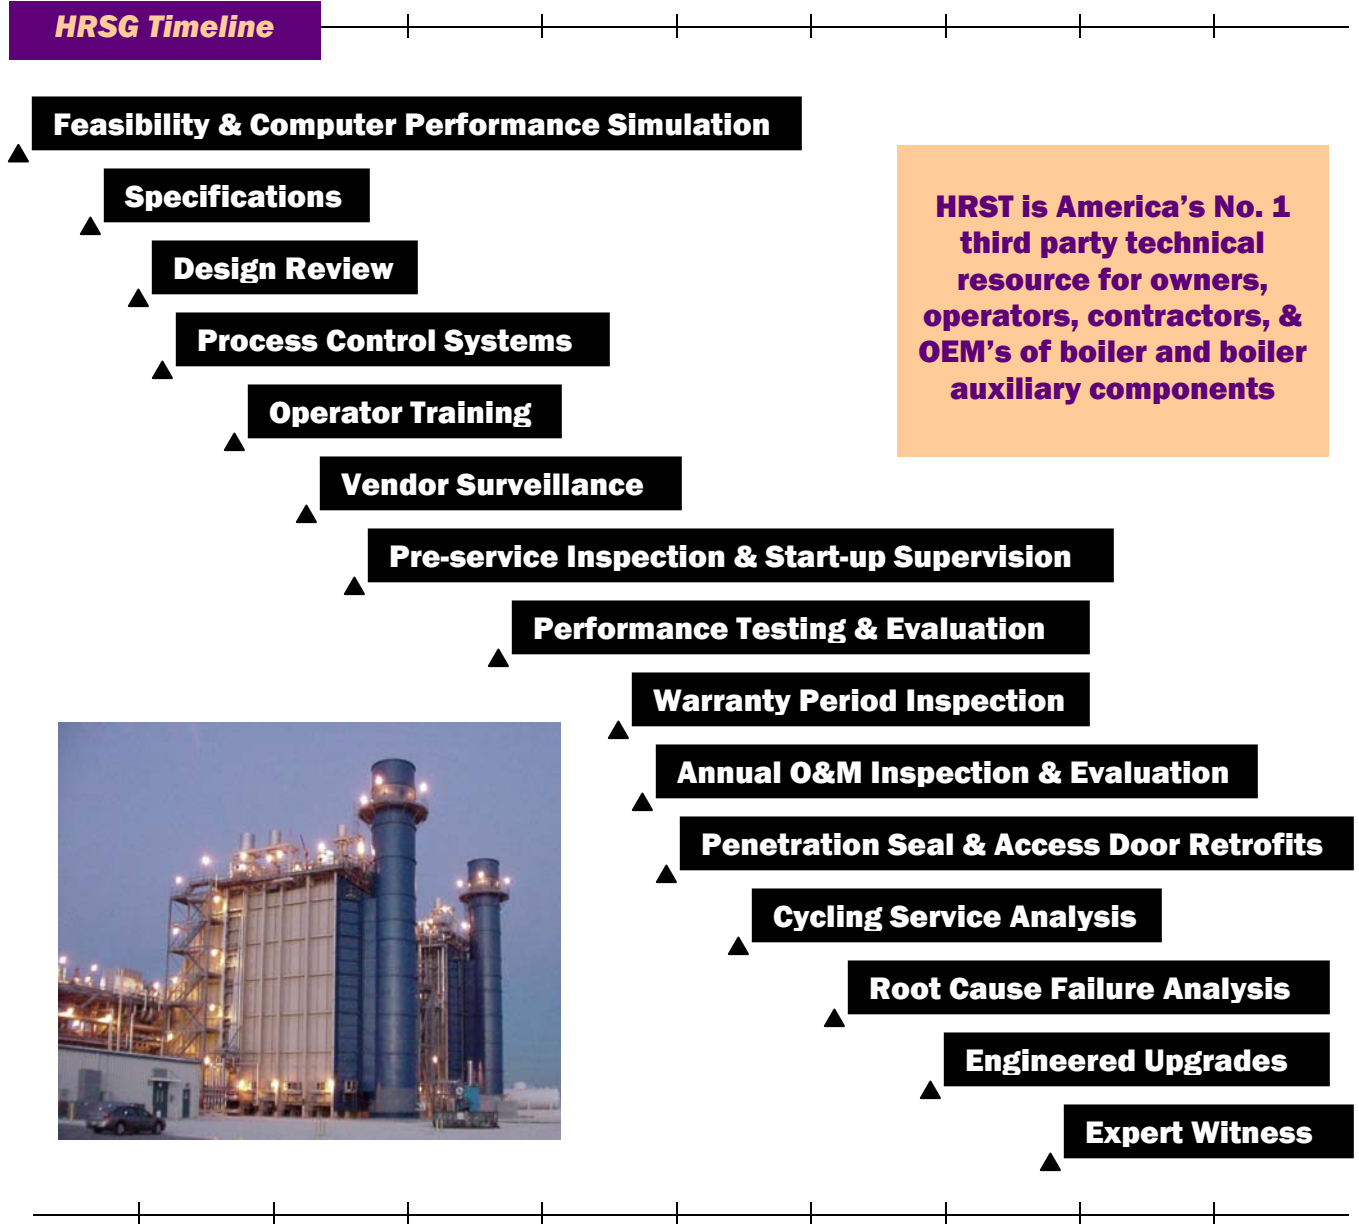 HRSG Timeline
Feasibility & Computer Performance Simulation
Specifications
Design Review
Process Control Systems
Operator Training
Vendor Surveillance
Pre-service Inspection & Start-up Supervision
Performance Testing & Evaluation
Warranty Period Inspection
Annual O&M Inspection & Evaluation
Penetration Seal & Access Door Retrofits
Cycling Service Analysis
Root Cause Failure Analysis
Engineered Upgrades
Expert Witness
HRST is America’s No. 1
third party technical
resource for owners,
operators, contractors, &
OEM’s of boiler and boiler
auxiliary components